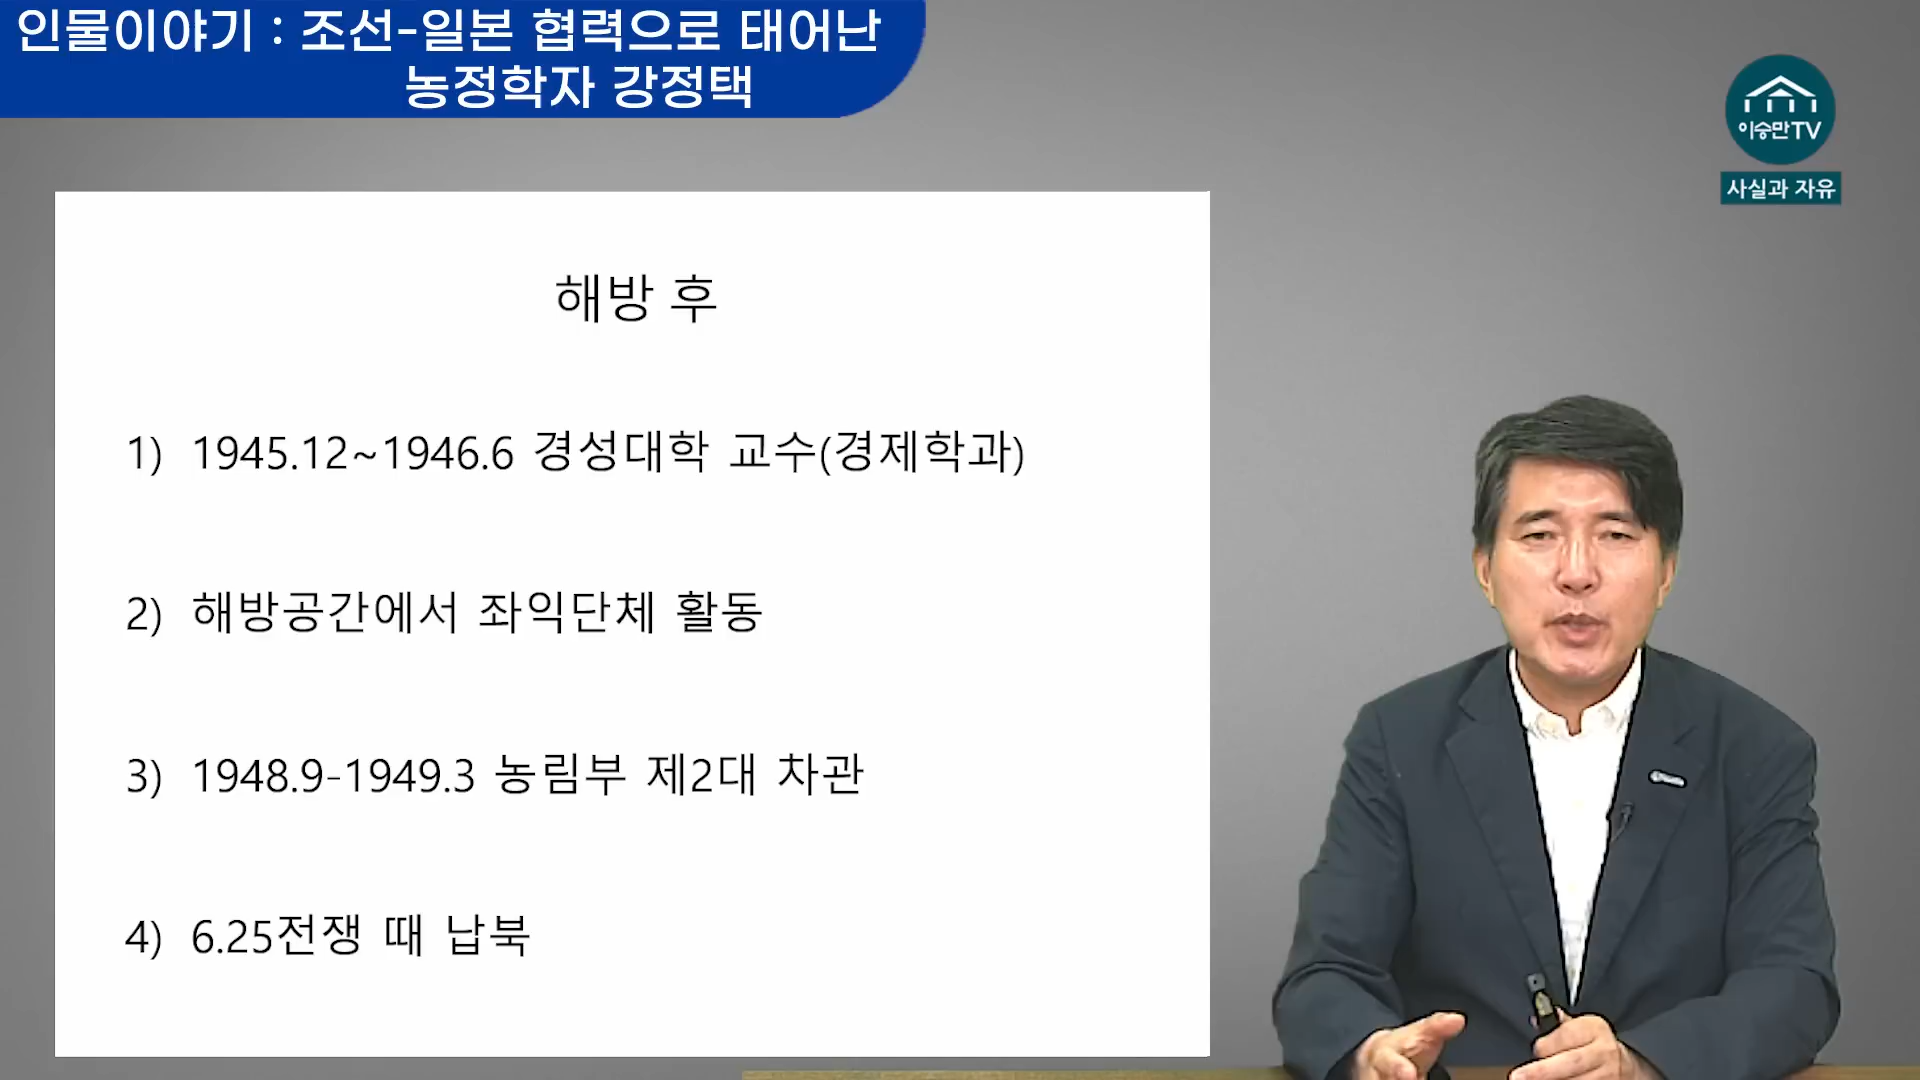 인물이야기 : 조선-일본 협력으로 태어난
농정학자 강정택
이승만TV
사실과 자유
해방 후
1) 1945.12~1946.6 경성대학 교수(경제학과)
2) 해방공간에서 좌익단체 활동
3) 1948.9-1949.3 농림부 제2대 차관
4) 6.25전쟁 때 납북